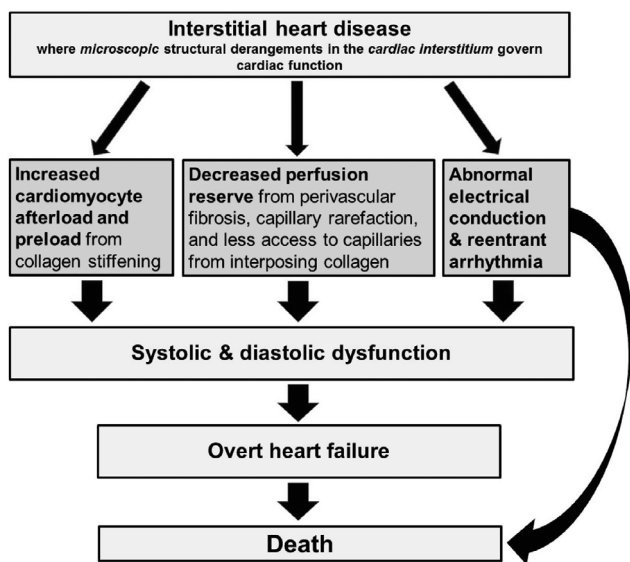 Interstitial heart disease
where microscopic structural derangements in the cardiac interstitium govern
cardiac function
Increased
cardiomyocyte
afterload and
preload from
collagen stiffening
Decreased perfusion
reserve from perivascular
fibrosis, capillary rarefaction,
and less access to capillaries
from interposing collagen
Abnormal
electrical
conduction
& reentrant
arrhythmia
Systolic & diastolic dysfunction
Overt heart failure
Death